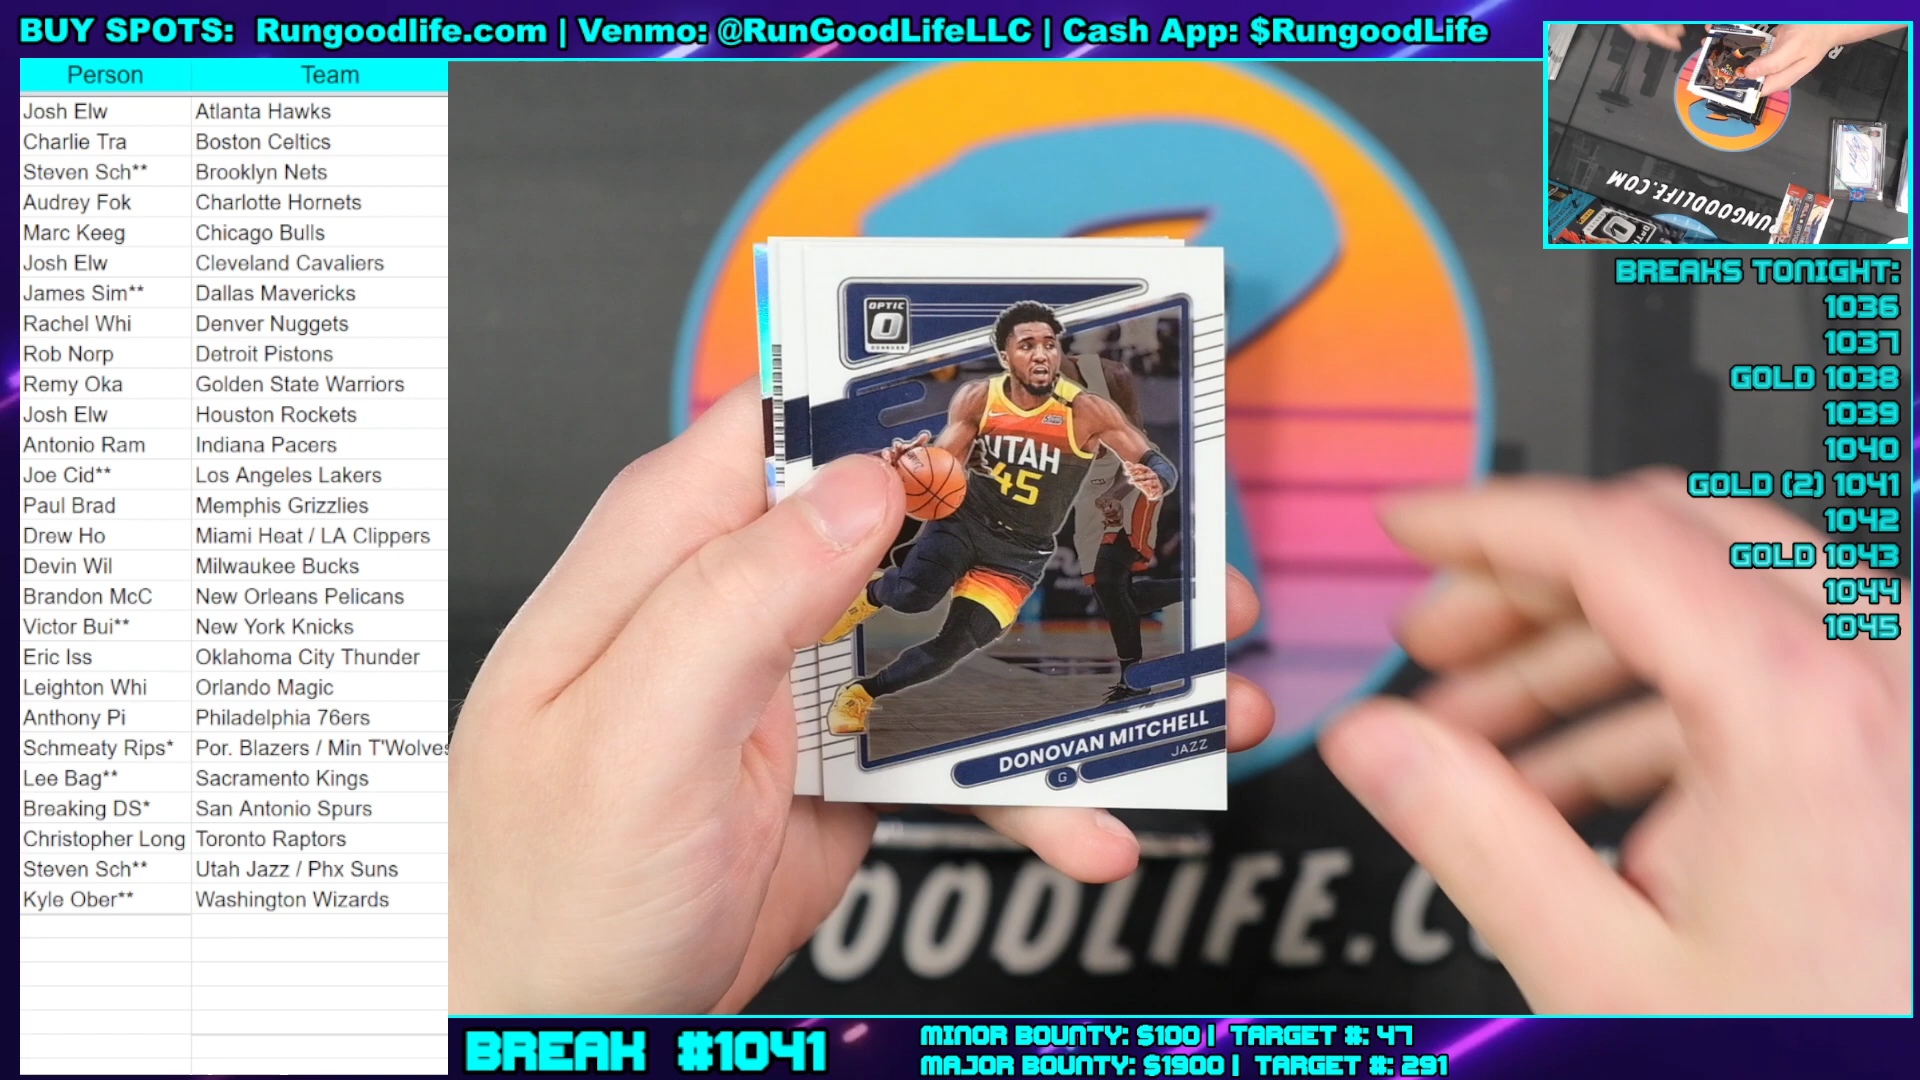 BUY SPOTS: Rungoodlife.com | Venmo: @RunGoodLifeLLC | Cash App: $RungoodLife
Person Team
Josh Elw Atlanta Hawks
Charlie Tra Boston Celtics
Steven Sch** Brooklyn Nets
Audrey Fok Charlotte Hornets
Marc Keeg Chicago Bulls
Josh Elw Cleveland Cavaliers
James Sim** Dallas Mavericks
Rachel Whi Denver Nuggets
Rob Norp Detroit Pistons
Remy Oka Golden State Warriors
Josh Elw Houston Rockets
Antonio Ram Indiana Pacers
Joe Cid** Los Angeles Lakers
Paul Brad Memphis Grizzlies
Drew Ho Miami Heat / LA Clippers
Devin Wil Milwaukee Bucks
Brandon McC New Orleans Pelicans
Victor Bui** New York Knicks
Eric Iss Oklahoma City Thunder
Leighton Whi Orlando Magic
Anthony Pi Philadelphia 76ers
Schmeaty Rips* Por. Blazers / Min T'Wolves
Lee Bag** Sacramento Kings
Breaking DS* San Antonio Spurs
Christopher Long Toronto Raptors
Steven Sch** Utah Jazz / Phx Suns
Kyle Ober** Washington Wizards
OPTIC
DONRUSS
UTAH
45
DONOVAN MITCHELL
JAZZ
G
OODLIFE.C
RUNGOODLIFE.COM
BREAKS TONIGHT:
1036
1037
GOLD 1038
1039
1040
GOLD (2) 1041
1042
GOLD 1043
1044
1045
BREAK #1041
MINOR BOUNTY: $100 | TARGET #: 47
MAJOR BOUNTY: $1900 | TARGET #: 291